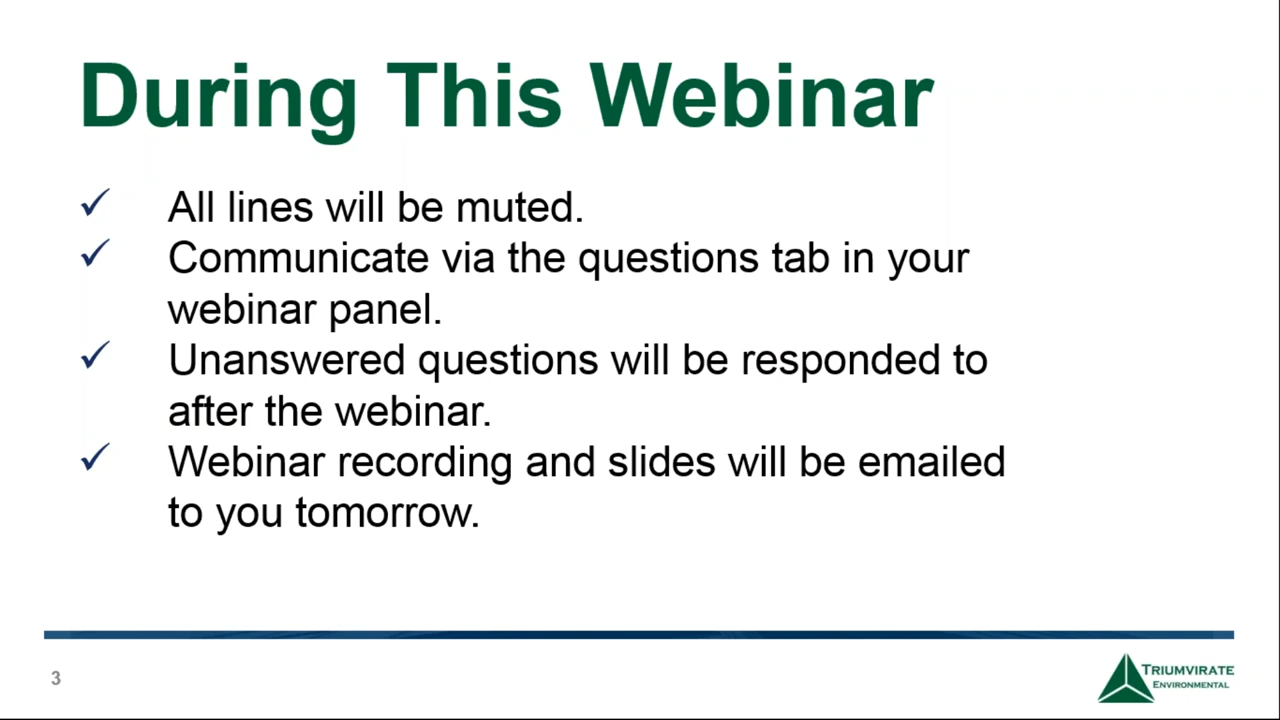 During This Webinar
✓ All lines will be muted.
✓ Communicate via the questions tab in your
webinar panel.
✓ Unanswered questions will be responded to
after the webinar.
✓ Webinar recording and slides will be emailed
to you tomorrow.
3
TRIUMVIRATE
ENVIRONMENTAL